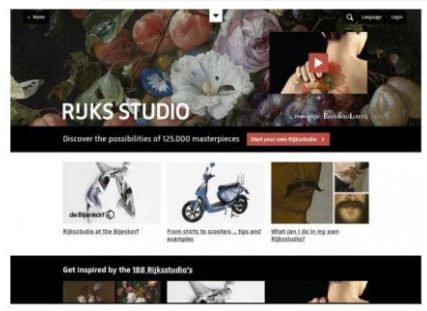 Home
Language Login
RIJKS STUDIO
Discover the possibilities of 125.000 masterpieces
Start your own Rijksstudio
de Bijenkorf
Rijksstudio at the Bijenkorf
From shirts to scooters ... tips and
examples
What can I do in my own
Rijksstudio?
Get inspired by the 188 Rijksstudio's